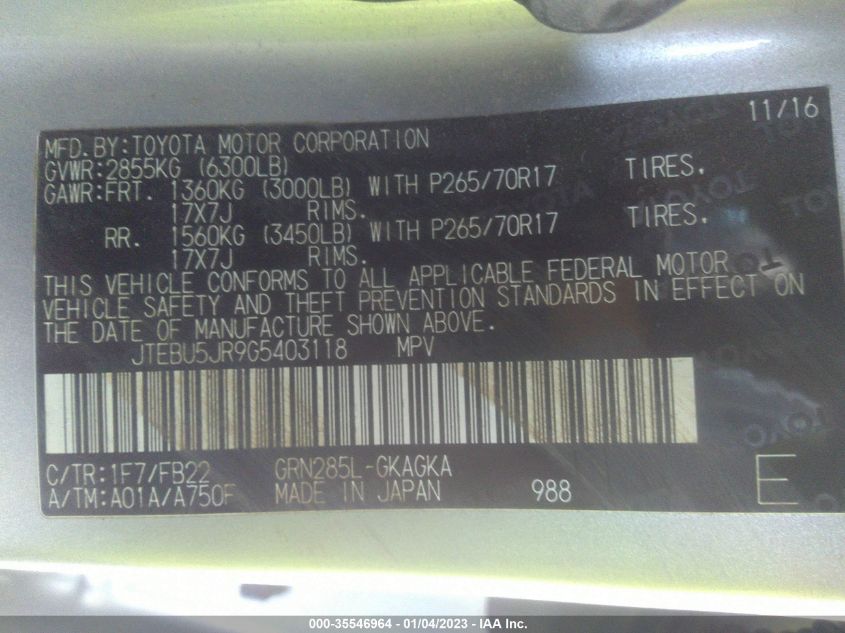 11/16
MFD.BY:TOYOTA MOTOR CORPORATION
GVWR:2855KG (6300LB)
GAWR:FRT. 1360KG (3000LB) WITH P265/70R17 TIRES.
17X7J RIMS.
RR. 1560KG (3450LB) WITH P265/70R17 TIRES.
17X7J RIMS.
THIS VEHICLE CONFORMS TO ALL APPLICABLE FEDERAL MOTOR
VEHICLE SAFETY AND THEFT PREVENTION STANDARDS IN EFFECT ON
THE DATE OF MANUFACTURE SHOWN ABOVE.
JTEBU5JR9G5403118 MPV
C/TR:1F7/FB22 GRN285L-GKAGKA
A/TM:A01A/A750F MADE IN JAPAN 988 E
000-35546964 - 01/04/2023 - IAA Inc.